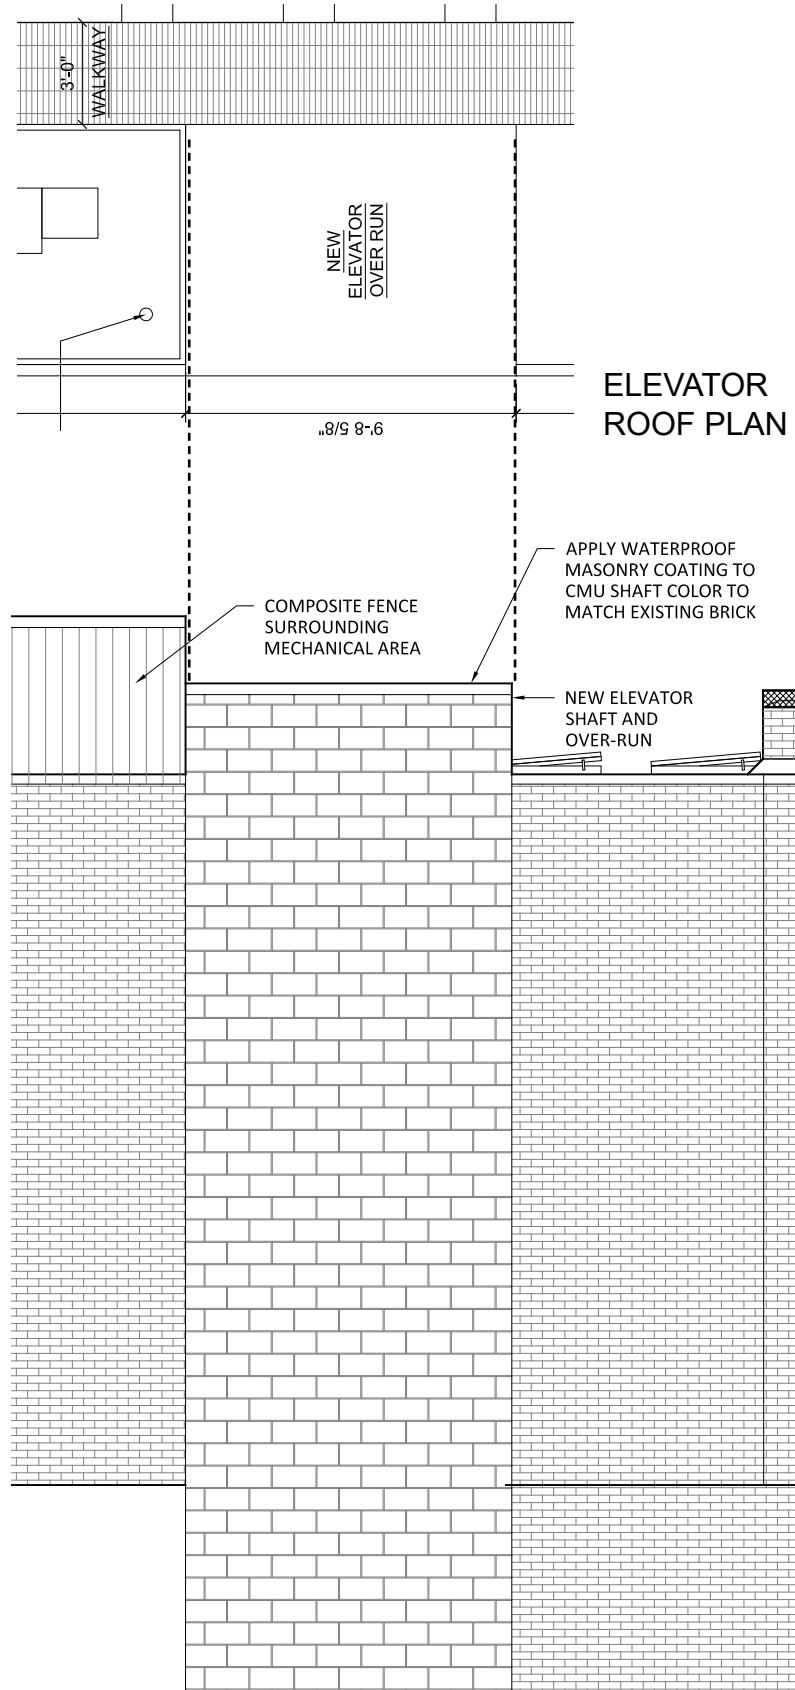 3'-0"
WALKWAY
NEW
ELEVATOR
OVER RUN
ELEVATOR
ROOF PLAN
9'-8 5/8"
APPLY WATERPROOF
MASONRY COATING TO
CMU SHAFT COLOR TO
MATCH EXISTING BRICK
COMPOSITE FENCE
SURROUNDING
MECHANICAL AREA
NEW ELEVATOR
SHAFT AND
OVER-RUN